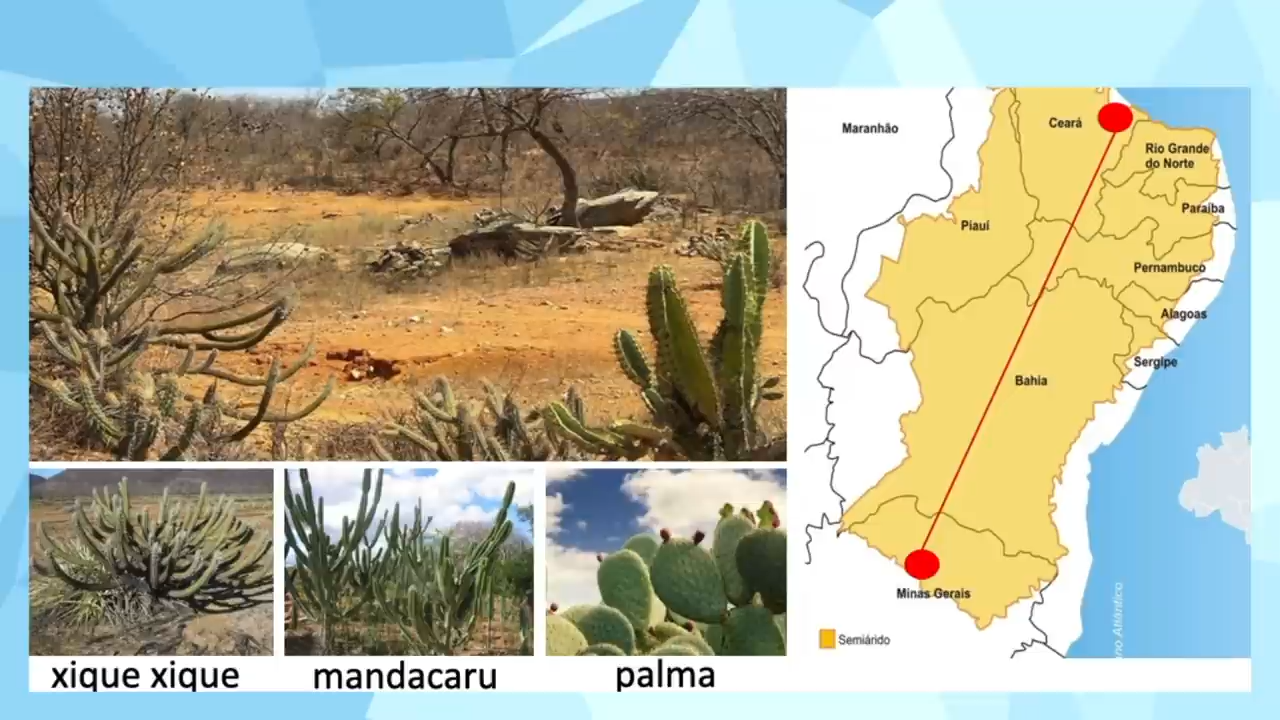 xique xique
mandacaru
palma
Maranhão
Ceará
Rio Grande
do Norte
Paraíba
Piauí
Pernambuco
Alagoas
Sergipe
Bahia
Minas Gerais
Semiárido
Atlântico